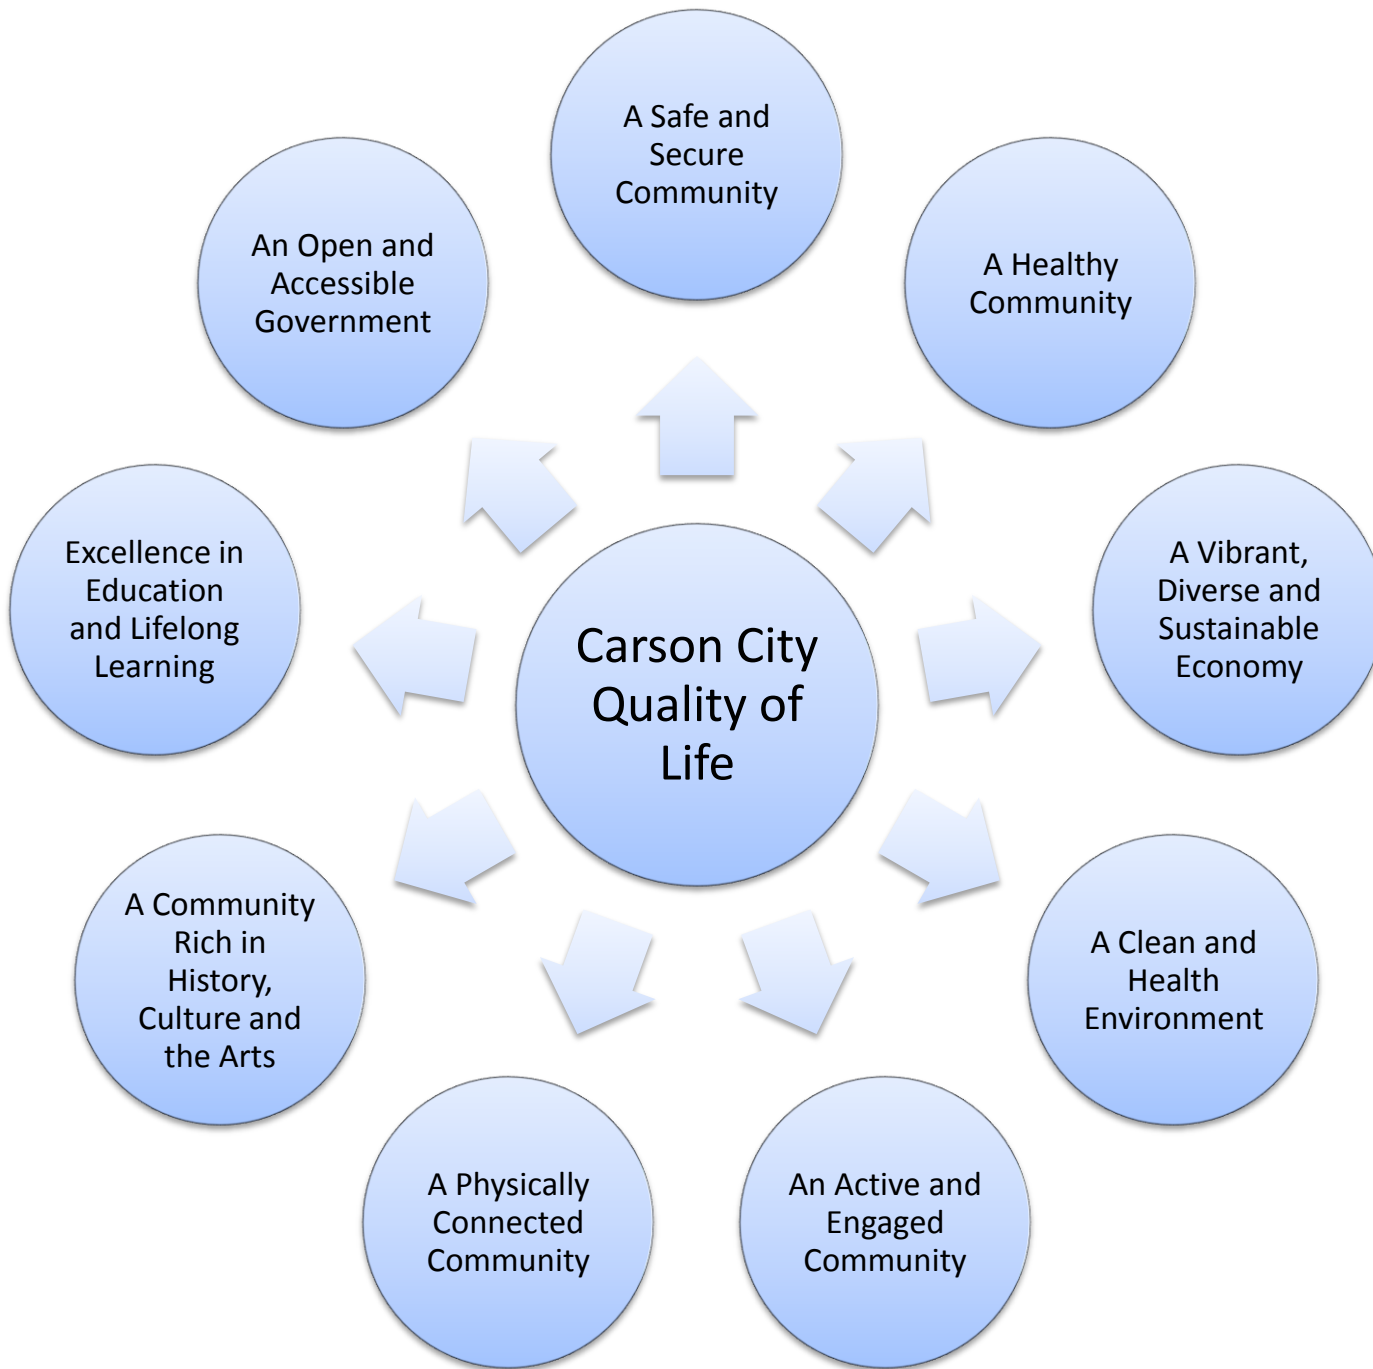 A Safe and
Secure
Community
A Healthy
Community
A Vibrant,
Diverse and
Sustainable
Economy
A Clean and
Health
Environment
An Active and
Engaged
Community
A Physically
Connected
Community
A Community
Rich in
History,
Culture and
the Arts
Excellence in
Education
and Lifelong
Learning
An Open and
Accessible
Government
Carson City
Quality of
Life